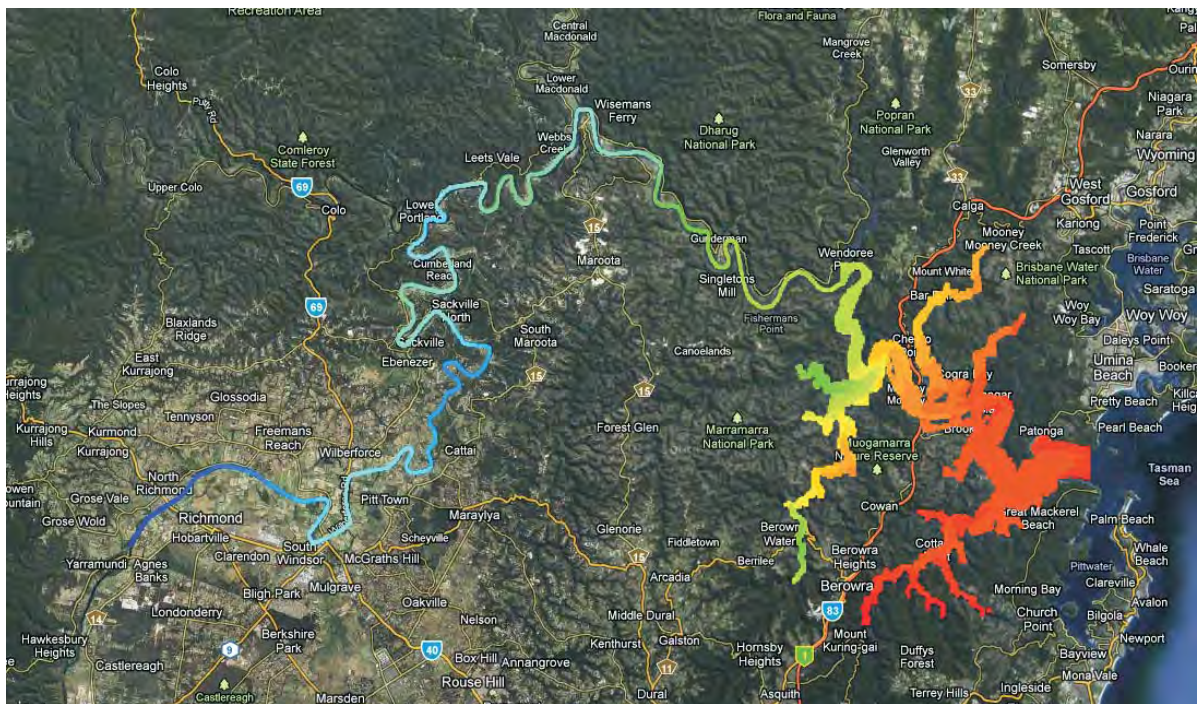 Recreation Area
Central
Macdonald
Flora and Fauna
Mangrove
Creek
Somersby
Ourim
Colo
Heights
Putty Rd
Lower
Macdonald
Wisemans
Ferry
33
Niagara
Park
Popran
National Park
Dharug
National Park
Webbs
Creek
Glenworth
Valley
Narara
Wyoming
Comleroy
State Forest
Leets Vale
33
West
Gosford
Gosford
Upper Colo
69
Colo
Lower
Portland
15
Calga
Mooney
Mooney Creek
Kariong
Point
Frederick
Tascott
Gunderman
Wendoree
Maroota
Cumberland
Reach
Singletons
Mill
Mount White
Brisbane Water
National Park
Brisbane
Water
Saratoga
69
Sackville
North
Fishermans
Point
Woy
Woy Bay
Woy Woy
Blaxlands
Ridge
South
Maroota
Ebenezer
Canoelands
Daleys Point
Umina
Beach
East
Kurrajong
15
15
Pretty Beach
The Slopes
Glossodia
Tennyson
Kurrajong
Hills
Kurmond
Freemans
Reach
Marramarra
National Park
Forest Glen
Patonga
Pearl Beach
Kurrajong
Wilberforce
Cattai
Muogamarra
Nature Reserve
Tasman
Sea
North
Richmond
Grose Vale
Pitt Town
Grose Wold
Richmond
Hobartville
Maraylya
Cowan
Great Mackerel
Beach
Palm Beach
Glenorie
Scheyville
Clarendon
South
Windsor
McGraths Hill
Fiddletown
Berowra
Heights
Whale
Beach
Yarramundi
Agnes
Banks
Mulgrave
15
Arcadia
Berrilee
Pittwater
Clareville
Bligh Park
Oakville
Berowra
Morning Bay
Avalon
14
Londonderry
Nelson
Middle Dural
83
Church
Point
Bilgola
Hawkesbury
Heights
9
Berkshire
Park
40
Kenthurst
Galston
Hornsby
Heights
1
Mount
Kuring-gai
Newport
Castlereagh
Box Hill
Annangrove
11
Duffys
Forest
Bayview
Castlereagh
Marsden
Rouse Hill
Dural
Asquith
Terrey Hills
Ingleside
Mona Vale